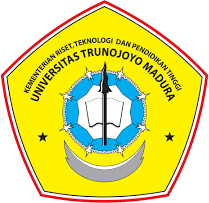 KEMENTERIAN RISET, TEKNOLOGI DAN PENDIDIKAN TINGGI
UNIVERSITAS TRUNOJOYO MADURA